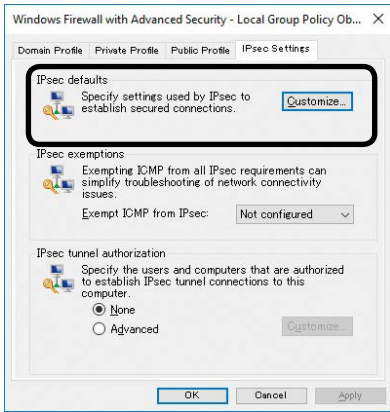 Windows Firewall with Advanced Security - Local Group Policy Ob...
Domain Profile Private Profile Public Profile IPsec Settings
IPsec defaults
Specify settings used by IPsec to
establish secured connections.
Customize...
IPsec exemptions
Exempting ICMP from all IPsec requirements can
simplify troubleshooting of network connectivity
issues.
Exempt ICMP from IPsec: Not configured
IPsec tunnel authorization
Specify the users and computers that are authorized
to establish IPsec tunnel connections to this
computer.
None
Advanced Customize...
OK Cancel Apply